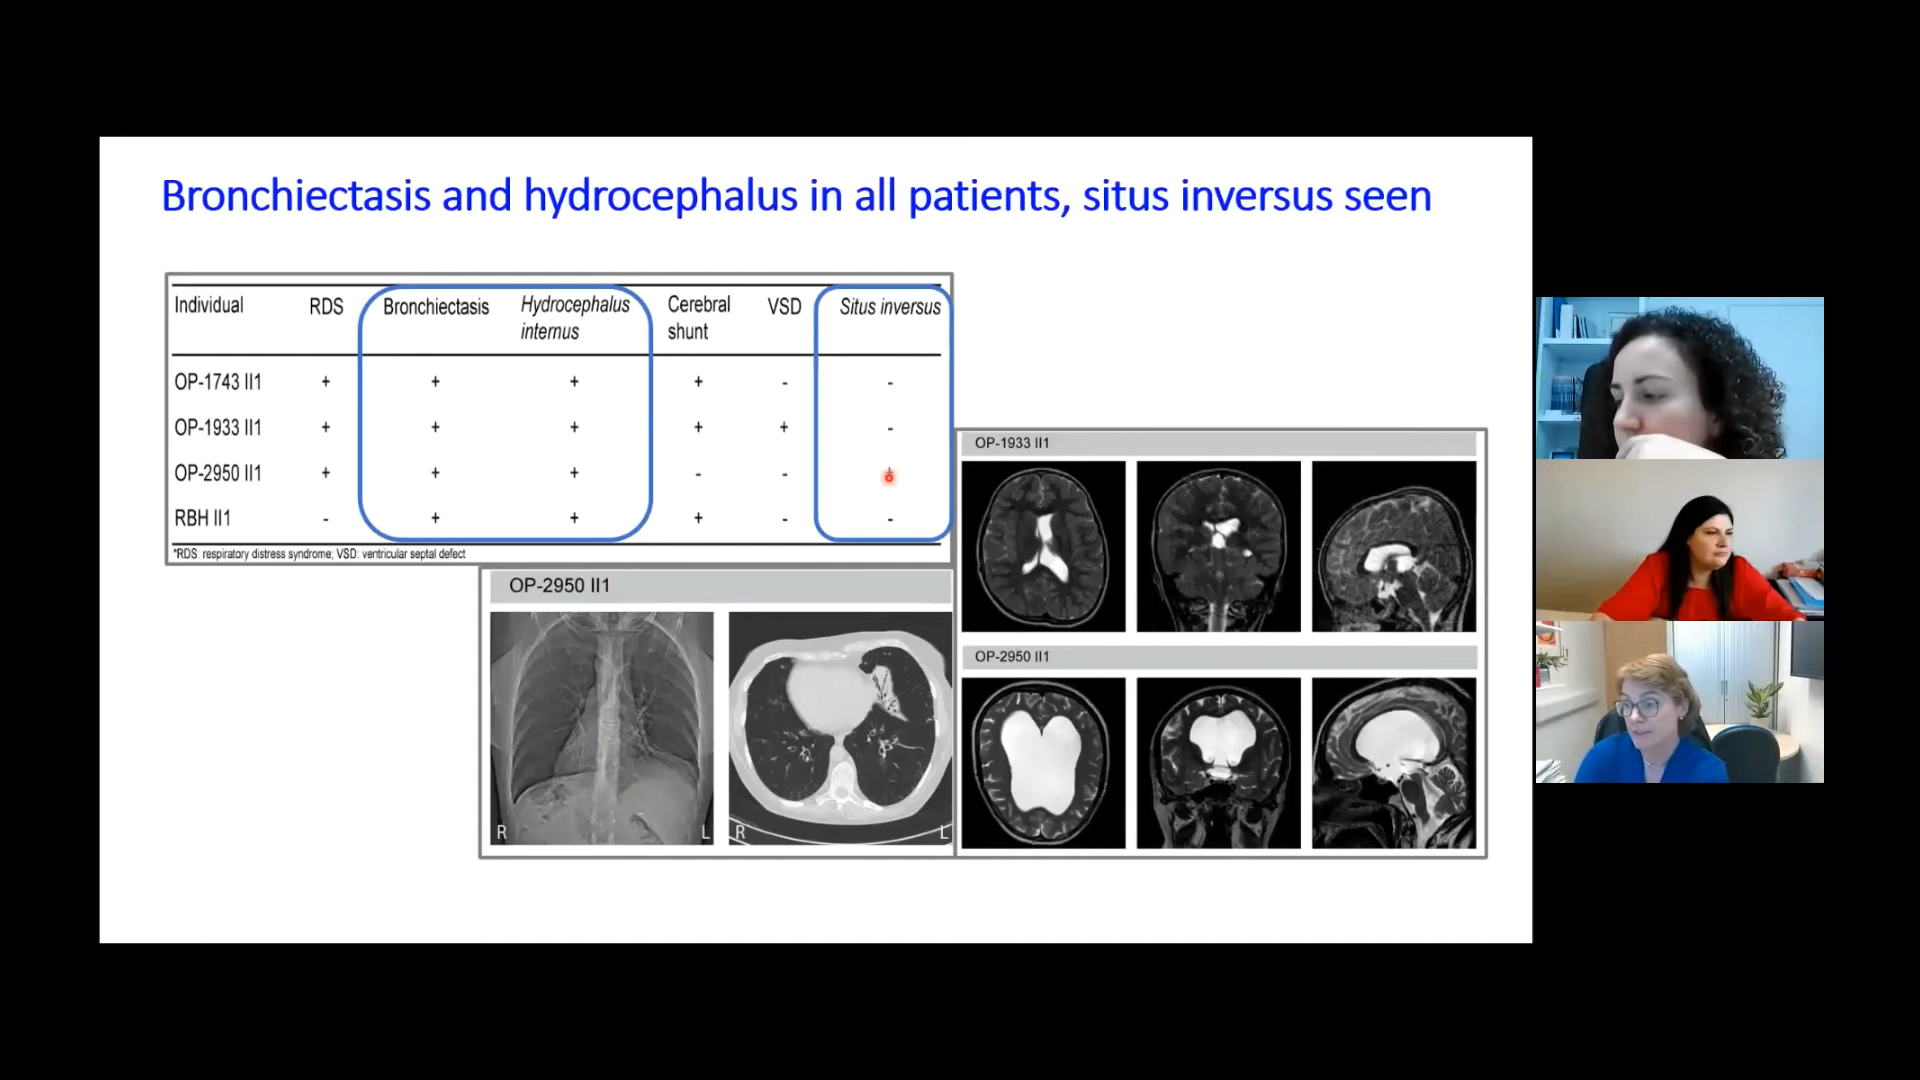 Bronchiectasis and hydrocephalus in all patients, situs inversus seen
Individual RDS Bronchiectasis Hydrocephalus internus Cerebral shunt VSD Situs inversus
OP-1743 II1 + + + + - -
OP-1933 II1 + + + + + -
OP-2950 II1 + + + - - +
RBH II1 - + + + - -
*RDS: respiratory distress syndrome; VSD: ventricular septal defect
OP-2950 II1
R L
R L
OP-1933 II1
OP-2950 II1